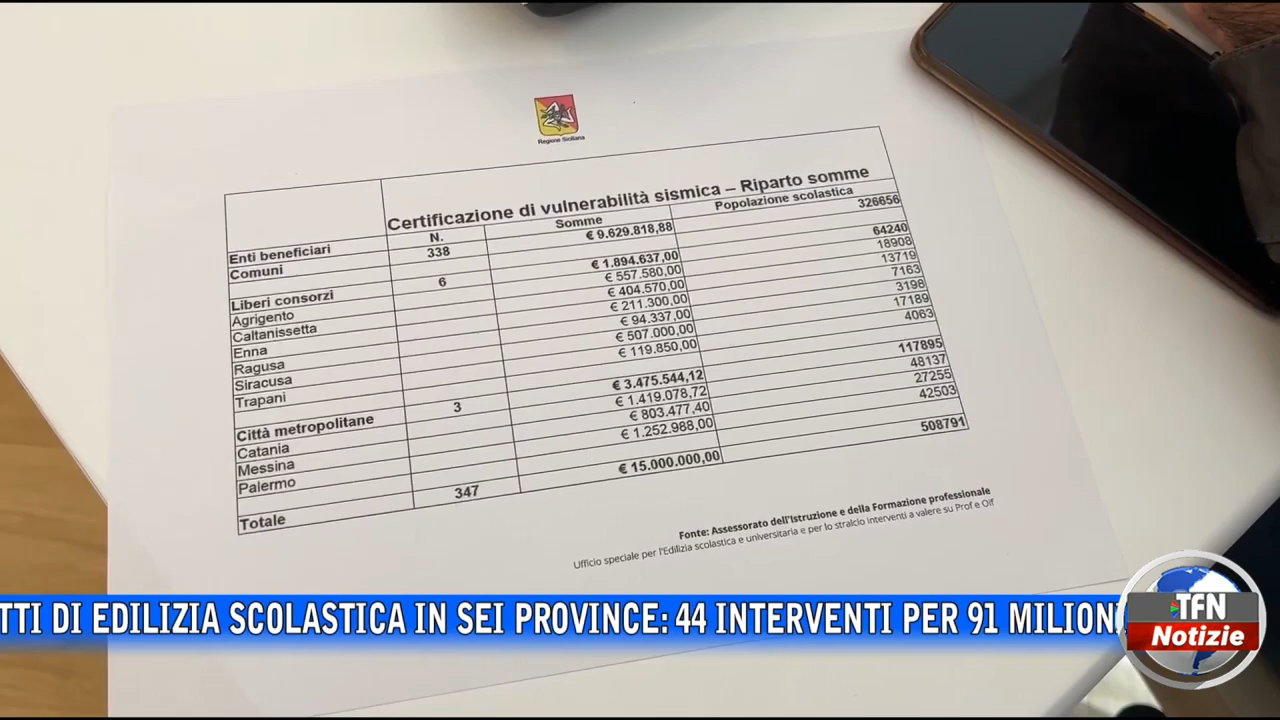 Regione Siciliana
Certificazione di vulnerabilità sismica – Riparto somme
Enti beneficiari N. Somme Popolazione scolastica
Comuni 338 € 9.629.818,88 326656
Liberi consorzi 6 € 1.894.637,00 64240
Agrigento € 557.580,00 18908
Caltanissetta € 404.570,00 13719
Enna € 211.300,00 7163
Ragusa € 94.337,00 3198
Siracusa € 507.000,00 17189
Trapani € 119.850,00 4063
Città metropolitane 3 € 3.475.544,12 117895
Catania € 1.419.078,72 48137
Messina € 803.477,40 27255
Palermo € 1.252.988,00 42503
Totale 347 € 15.000.000,00 508791
Fonte: Assessorato dell'Istruzione e della Formazione professionale
Ufficio speciale per l'Edilizia scolastica e universitaria e per lo stralcio interventi a valere su Prof e Oif
TTI DI EDILIZIA SCOLASTICA IN SEI PROVINCE: 44 INTERVENTI PER 91 MILION
TFN
Notizie